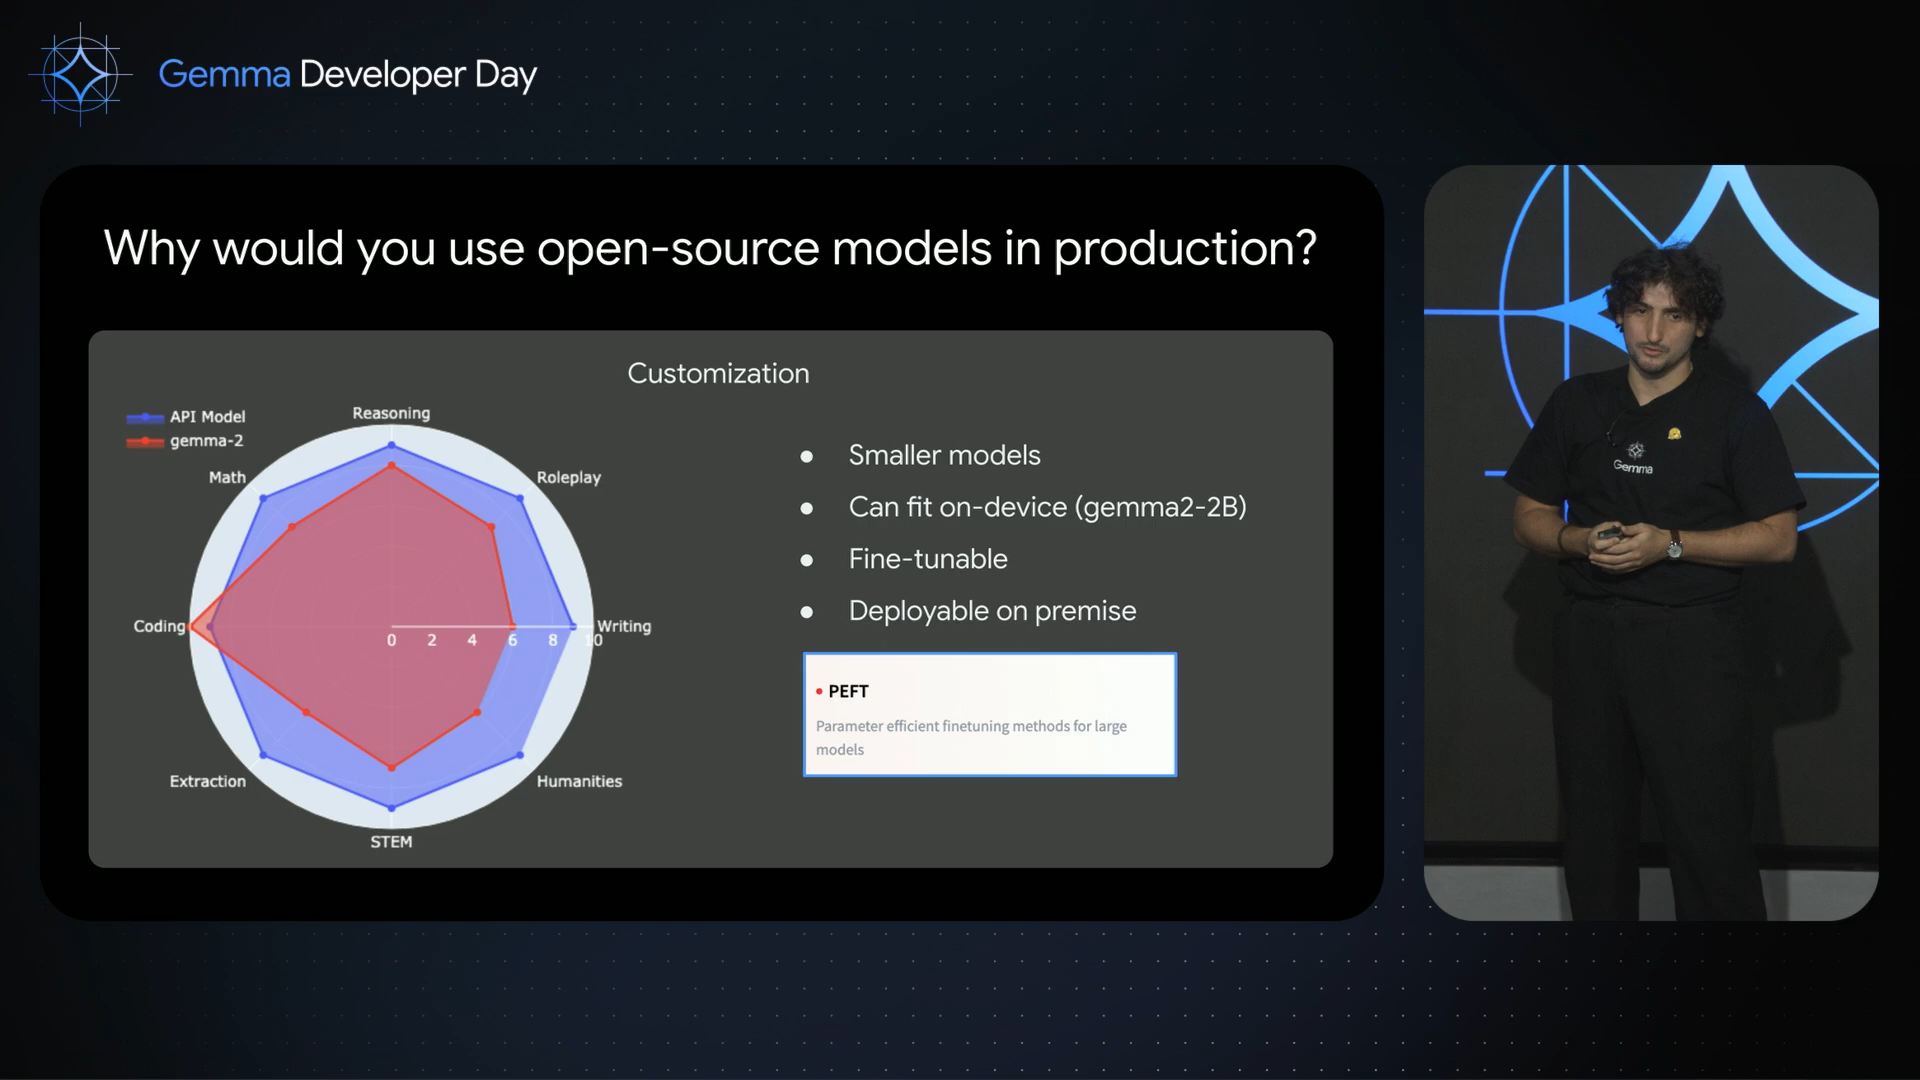 Gemma Developer Day
Why would you use open-source models in production?
Customization
API Model
gemma-2
Reasoning
Math
Roleplay
Coding
Writing
0 2 4 6 8 10
Extraction
Humanities
STEM
Smaller models
Can fit on-device (gemma2-2B)
Fine-tunable
Deployable on premise
PEFT
Parameter efficient finetuning methods for large
models
Gemma